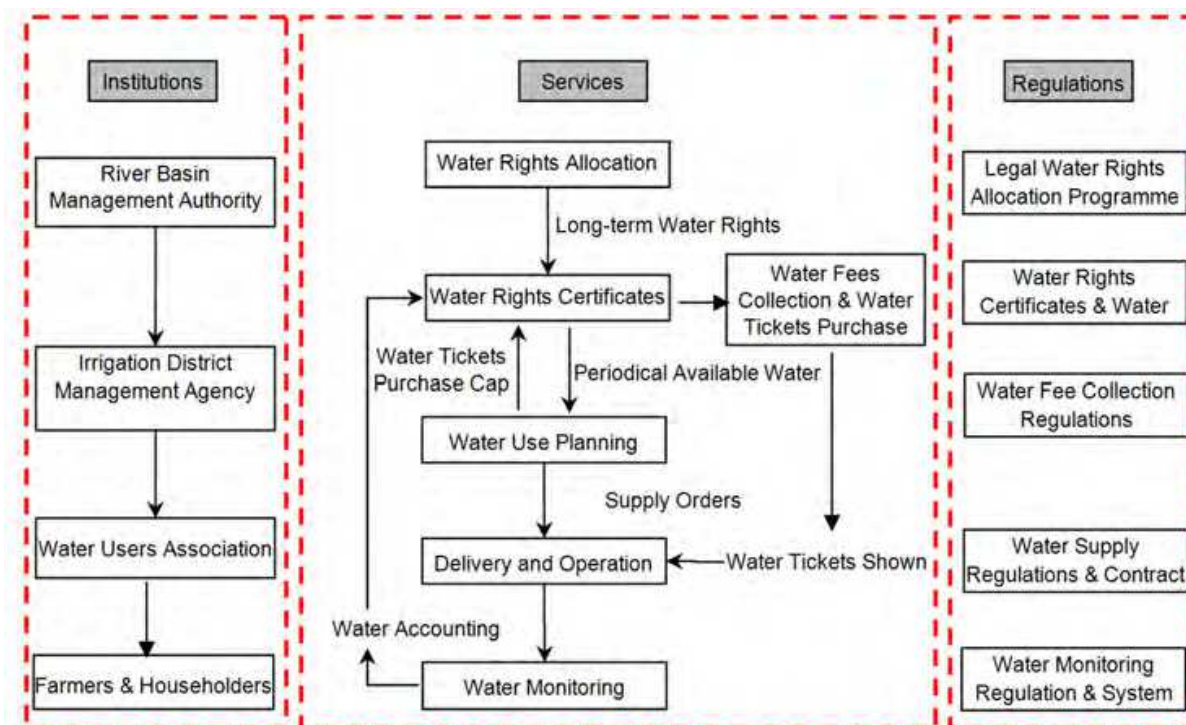 Institutions
River Basin
Management Authority
Irrigation District
Management Agency
Water Users Association
Farmers & Householders
Services
Water Rights Allocation
Long-term Water Rights
Water Rights Certificates
Water Fees
Collection & Water
Tickets Purchase
Water Tickets
Purchase Cap
Periodical Available Water
Water Use Planning
Supply Orders
Delivery and Operation
Water Tickets Shown
Water Accounting
Water Monitoring
Regulations
Legal Water Rights
Allocation Programme
Water Rights
Certificates & Water
Water Fee Collection
Regulations
Water Supply
Regulations & Contract
Water Monitoring
Regulation & System